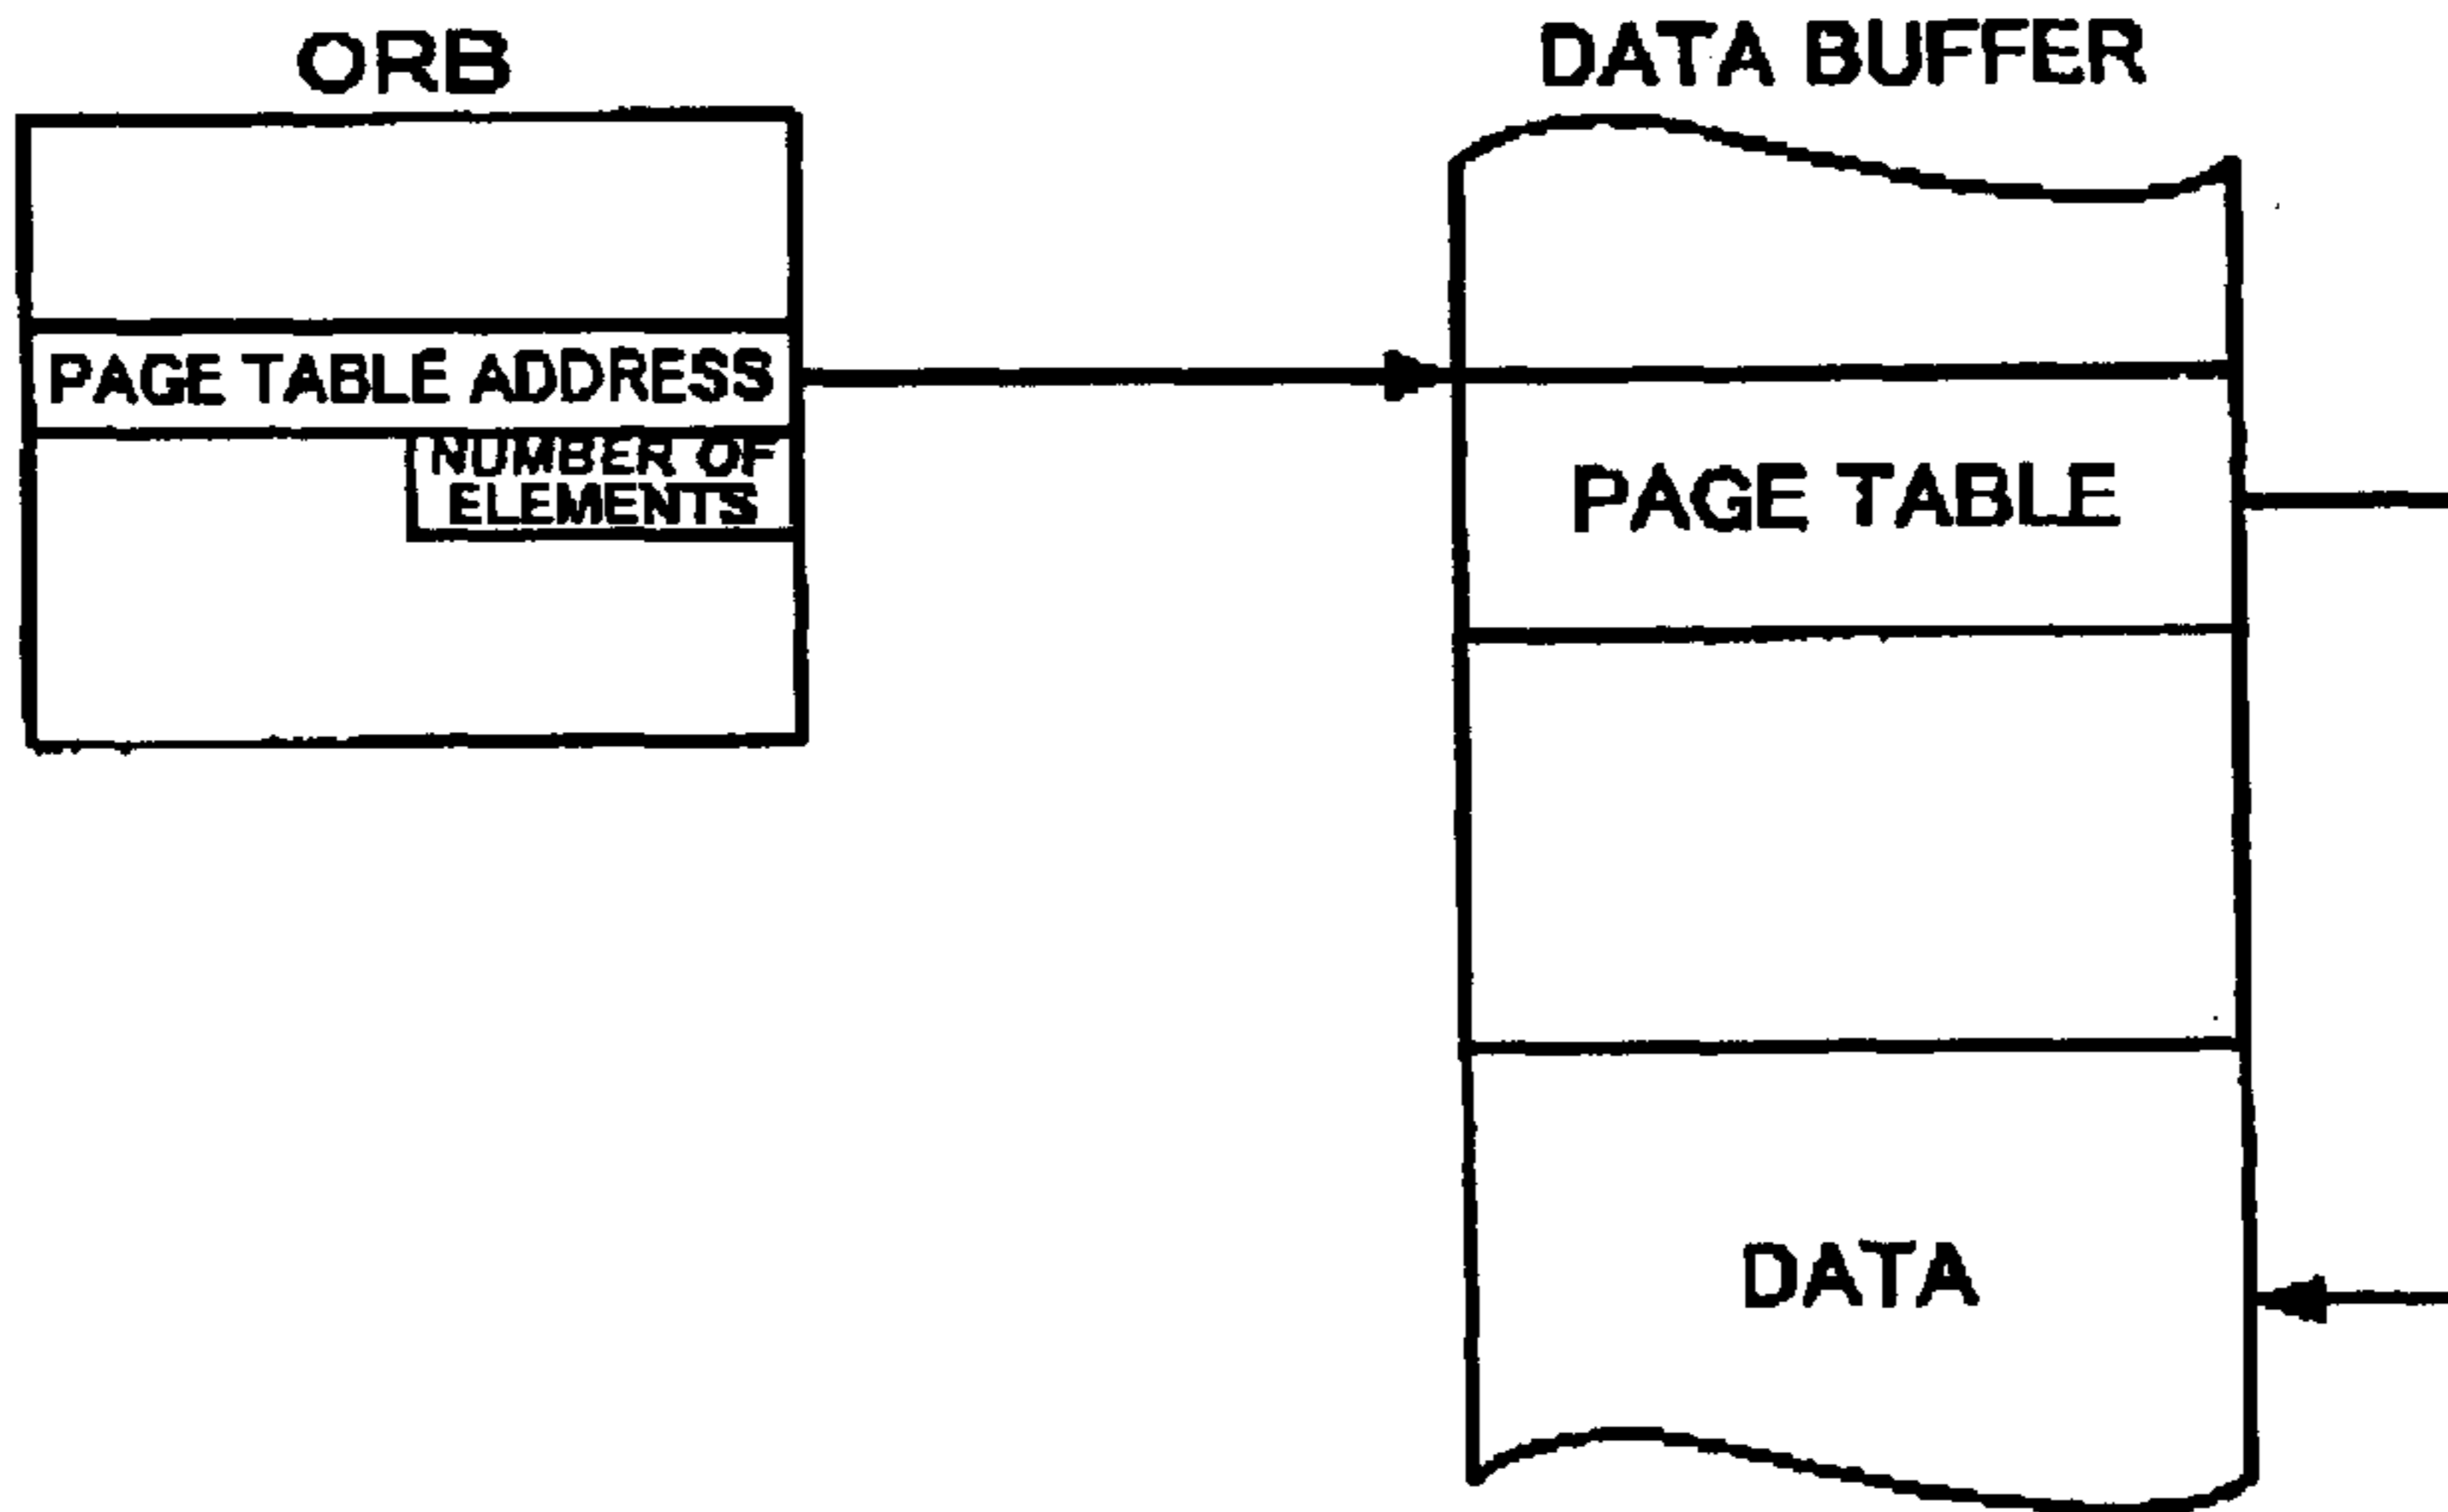 ORB
PAGE TABLE ADDRESS
NUMBER OF
ELEMENTS
DATA BUFFER
PAGE TABLE
DATA